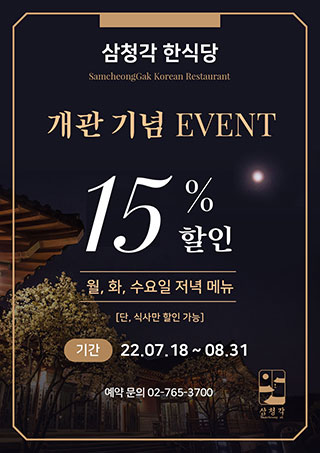 삼청각 한식당
SamcheongGak Korean Restaurant
개관 기념 EVENT
15%
할인
월, 화, 수요일 저녁 메뉴
[단, 식사만 할인 가능]
기간 22.07.18 ~ 08.31
예약 문의 02-765-3700
삼청각